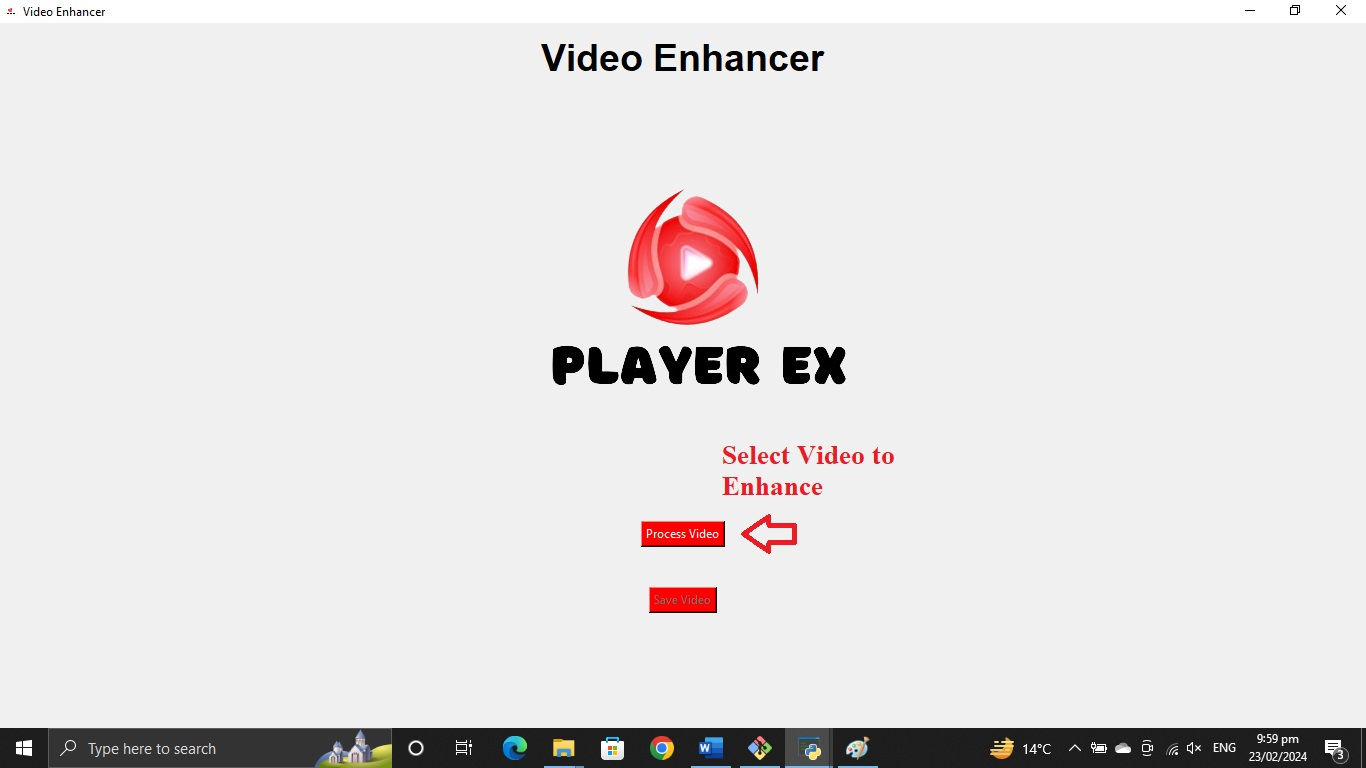 Video Enhancer
Video Enhancer
PLAYER EX
Select Video to
Enhance
Process Video
Save Video
Type here to search
14°C
ENG
9:59 pm
23/02/2024
3